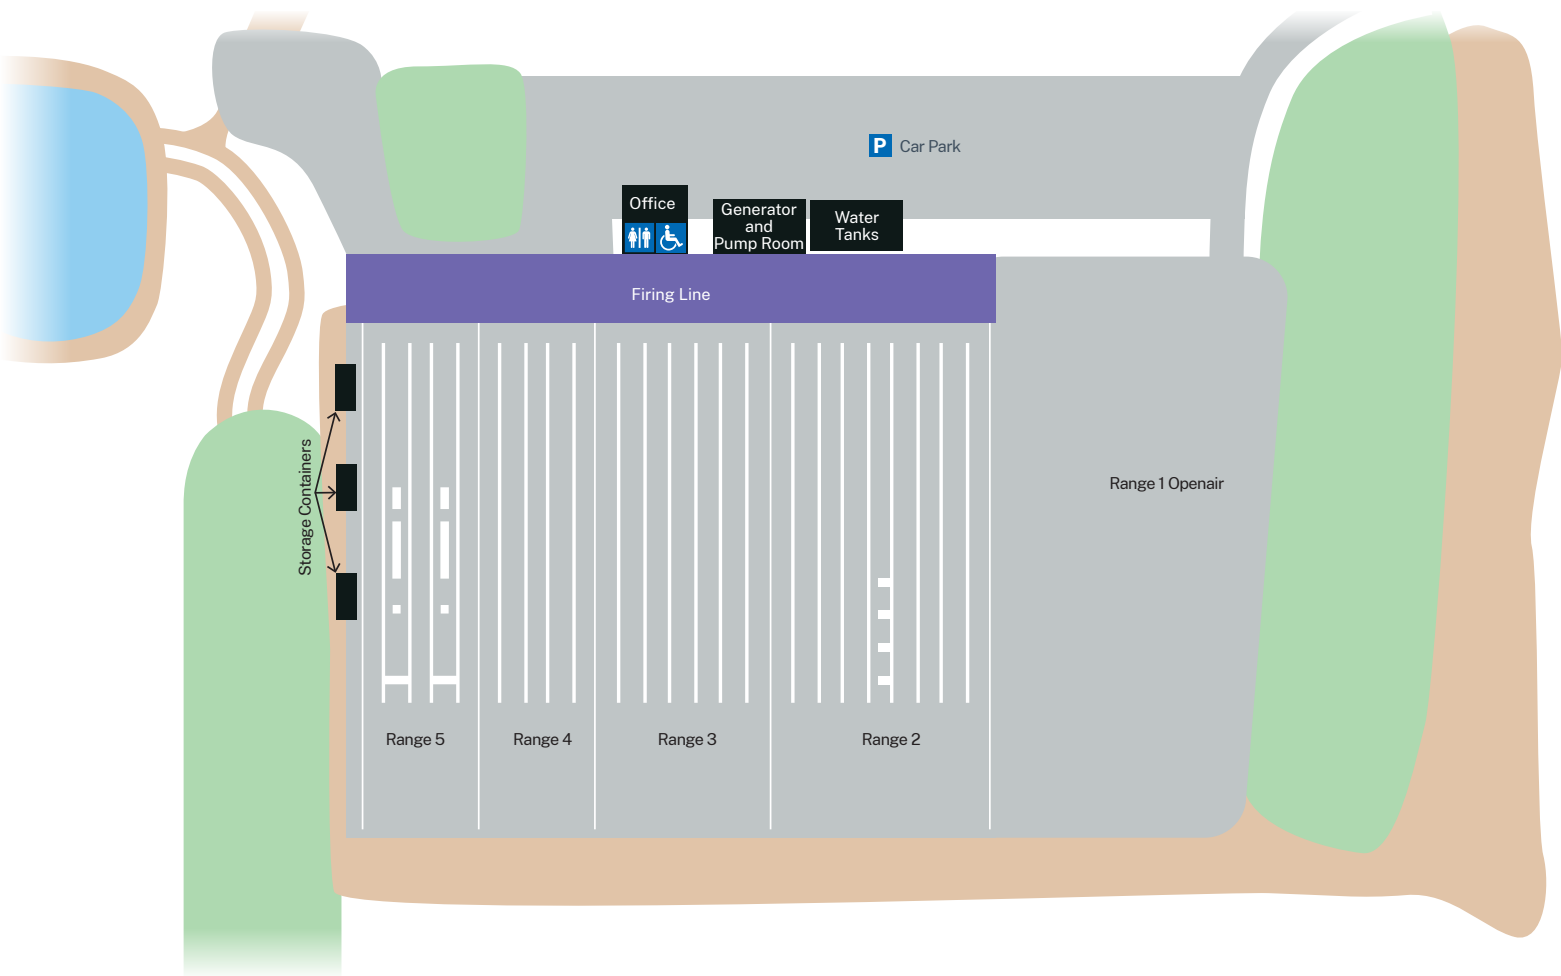 P Car Park
Office
Generator
and
Pump Room
Water
Tanks
Firing Line
Storage Containers
Range 1 Openair
Range 5
Range 4
Range 3
Range 2